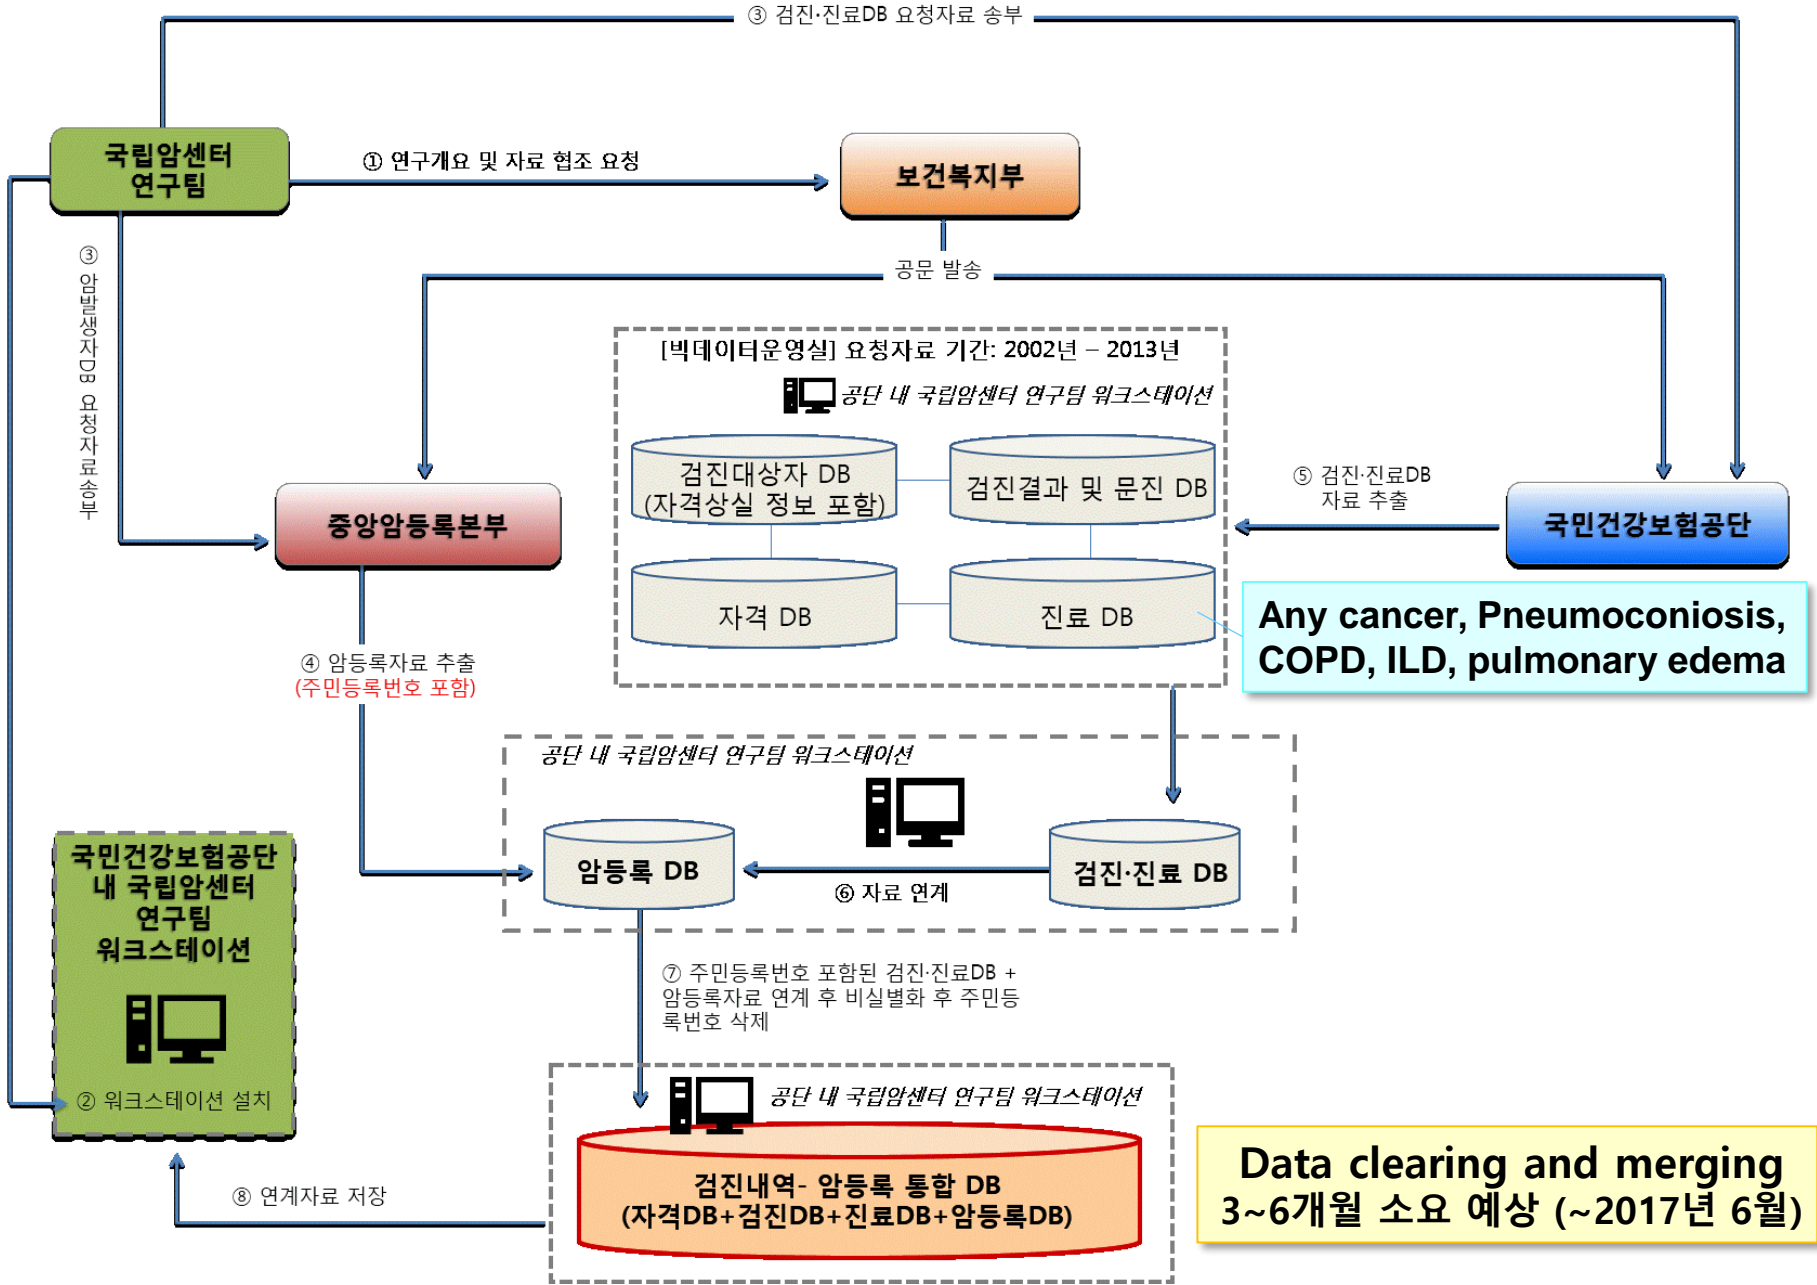 ③ 검진·진료DB 요청자료 송부
국립암센터
연구팀
① 연구개요 및 자료 협조 요청
보건복지부
③ 암발생자DB 요청자료송부
공문 발송
[빅데이터운영실] 요청자료 기간: 2002년 – 2013년
공단 내 국립암센터 연구팀 워크스테이션
검진대상자 DB
(자격상실 정보 포함)
검진결과 및 문진 DB
자격 DB
진료 DB
⑤ 검진·진료DB
자료 추출
국민건강보험공단
중앙암등록본부
Any cancer, Pneumoconiosis,
COPD, ILD, pulmonary edema
④ 암등록자료 추출
(주민등록번호 포함)
공단 내 국립암센터 연구팀 워크스테이션
암등록 DB
⑥ 자료 연계
검진·진료 DB
국민건강보험공단
내 국립암센터
연구팀
워크스테이션
② 워크스테이션 설치
⑦ 주민등록번호 포함된 검진·진료DB +
암등록자료 연계 후 비실별화 후 주민등
록번호 삭제
공단 내 국립암센터 연구팀 워크스테이션
검진내역- 암등록 통합 DB
(자격DB+검진DB+진료DB+암등록DB)
⑧ 연계자료 저장
Data clearing and merging
3~6개월 소요 예상 (~2017년 6월)